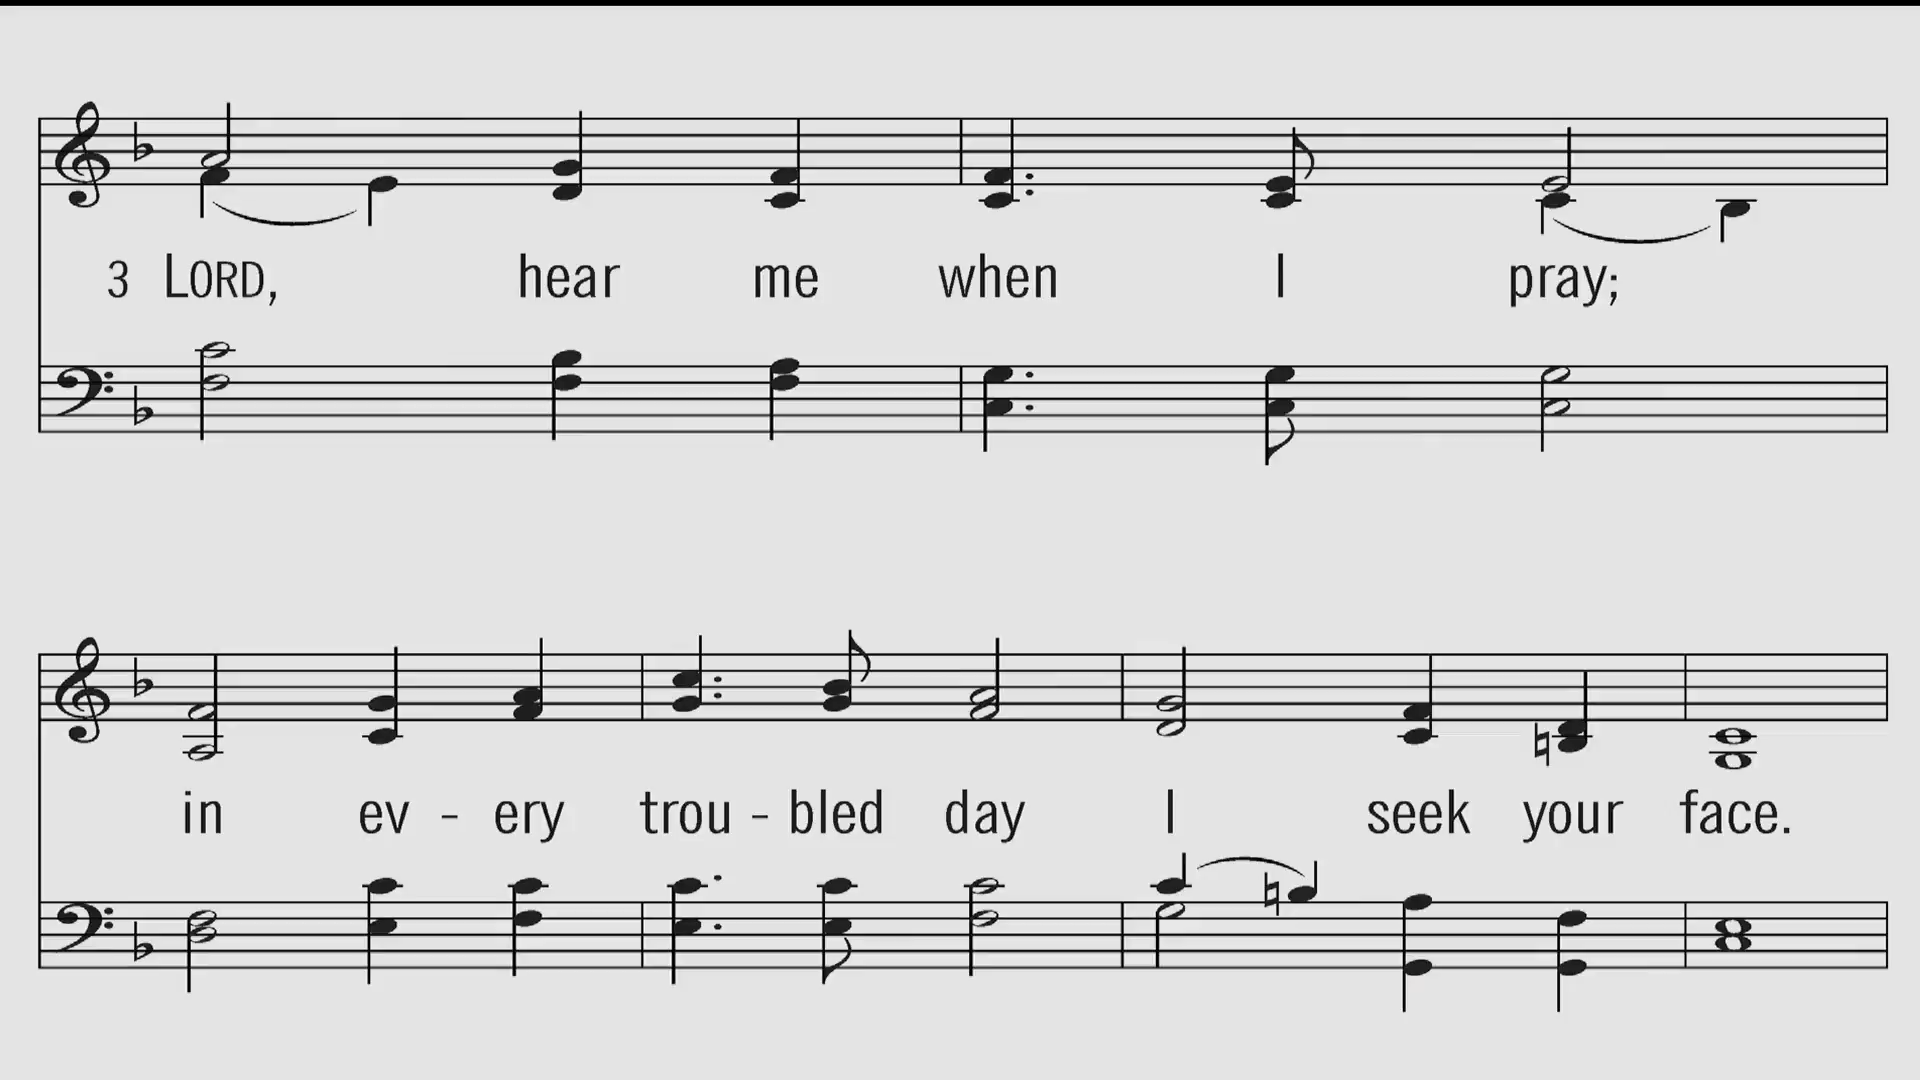 3 LORD, hear me when I pray;
in ev - ery trou - bled day I seek your face.